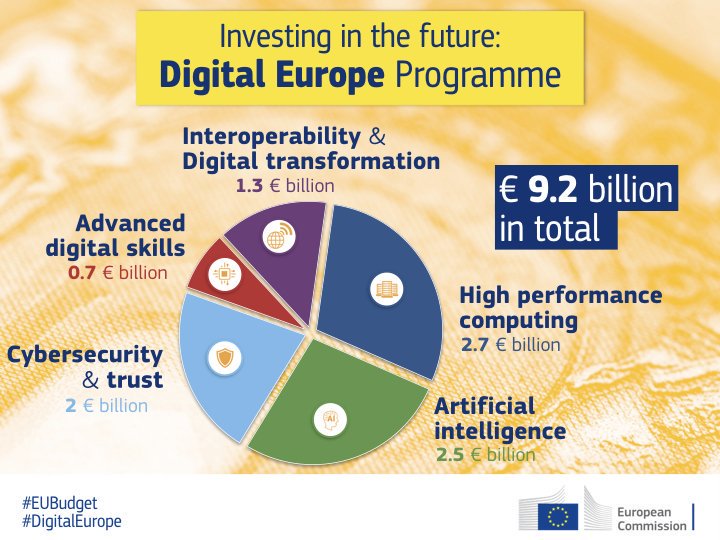 Investing in the future:
Digital Europe Programme
Interoperability &
Digital transformation
1.3 € billion
€ 9.2 billion
in total
Advanced
digital skills
0.7 € billion
High performance
computing
2.7 € billion
Cybersecurity
& trust
2 € billion
AI
Artificial
intelligence
2.5 € billion
#EUBudget
#DigitalEurope
European
Commission